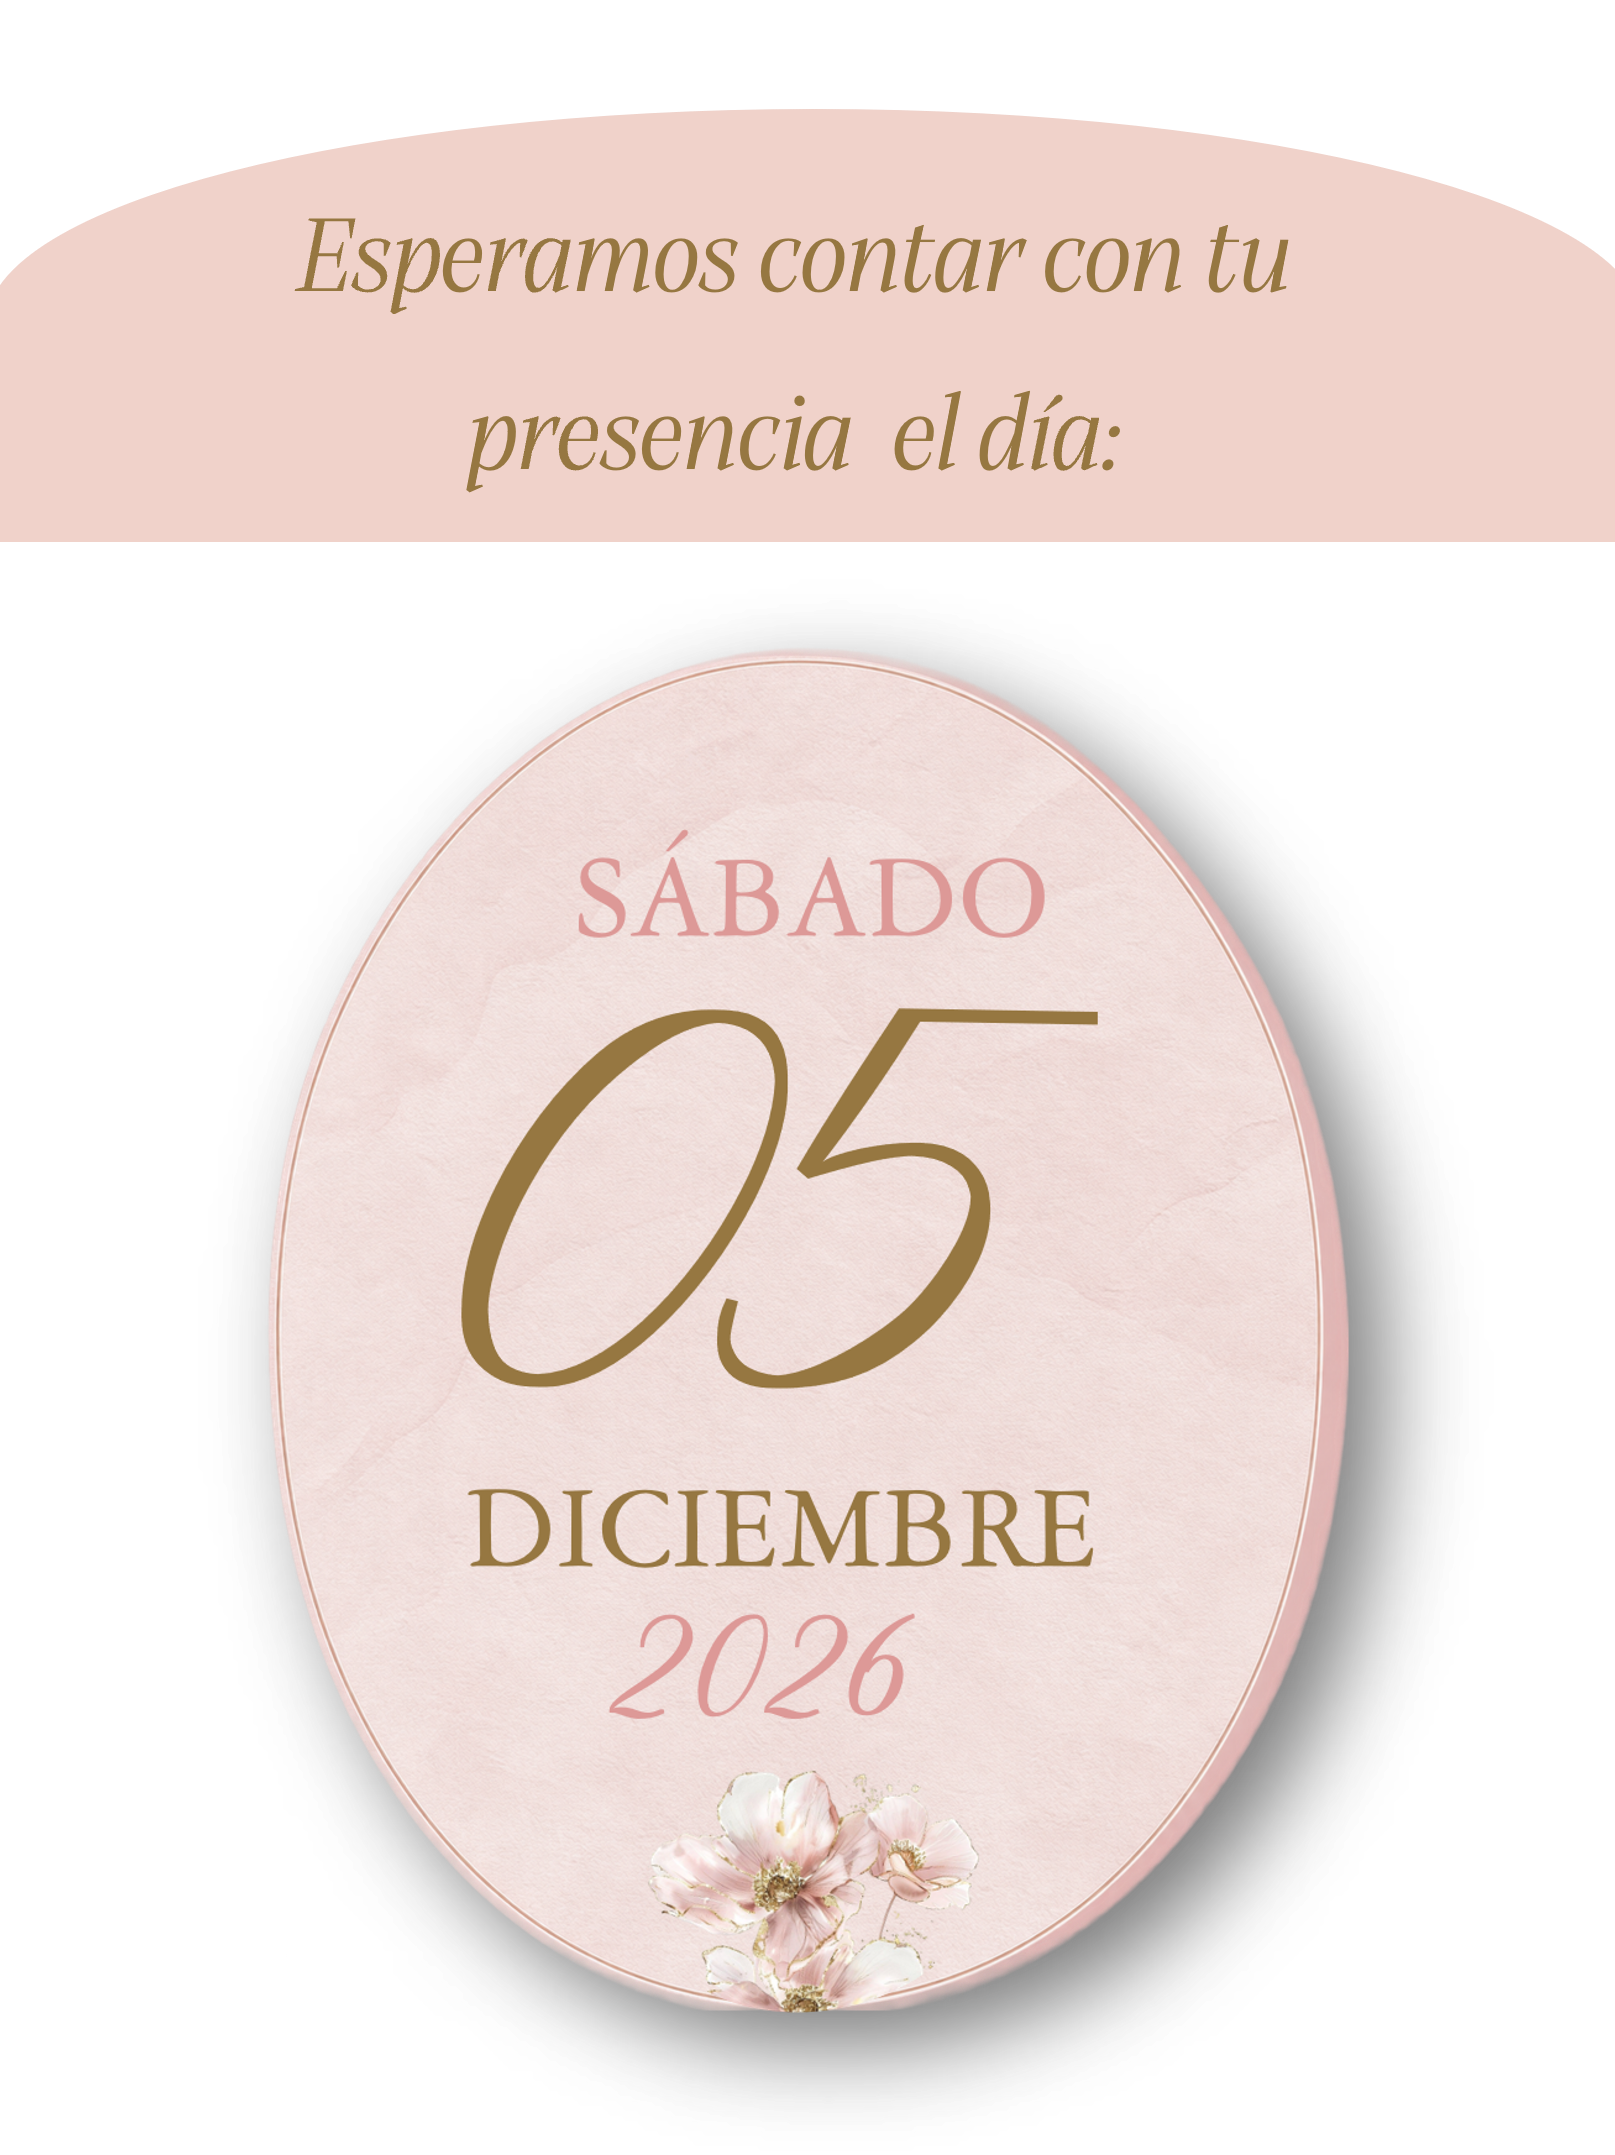 Esperamos contar con tu
presencia el día:
SÁBADO
05
DICIEMBRE
2026